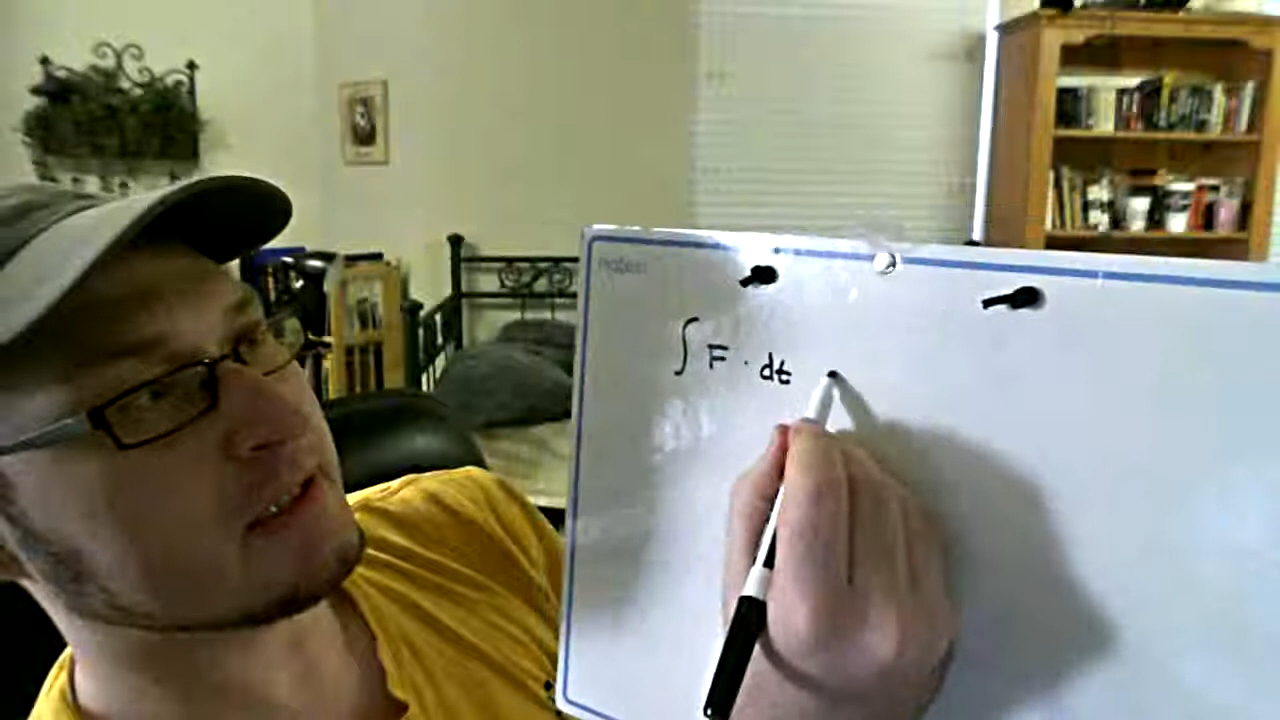 ∫ F · dt